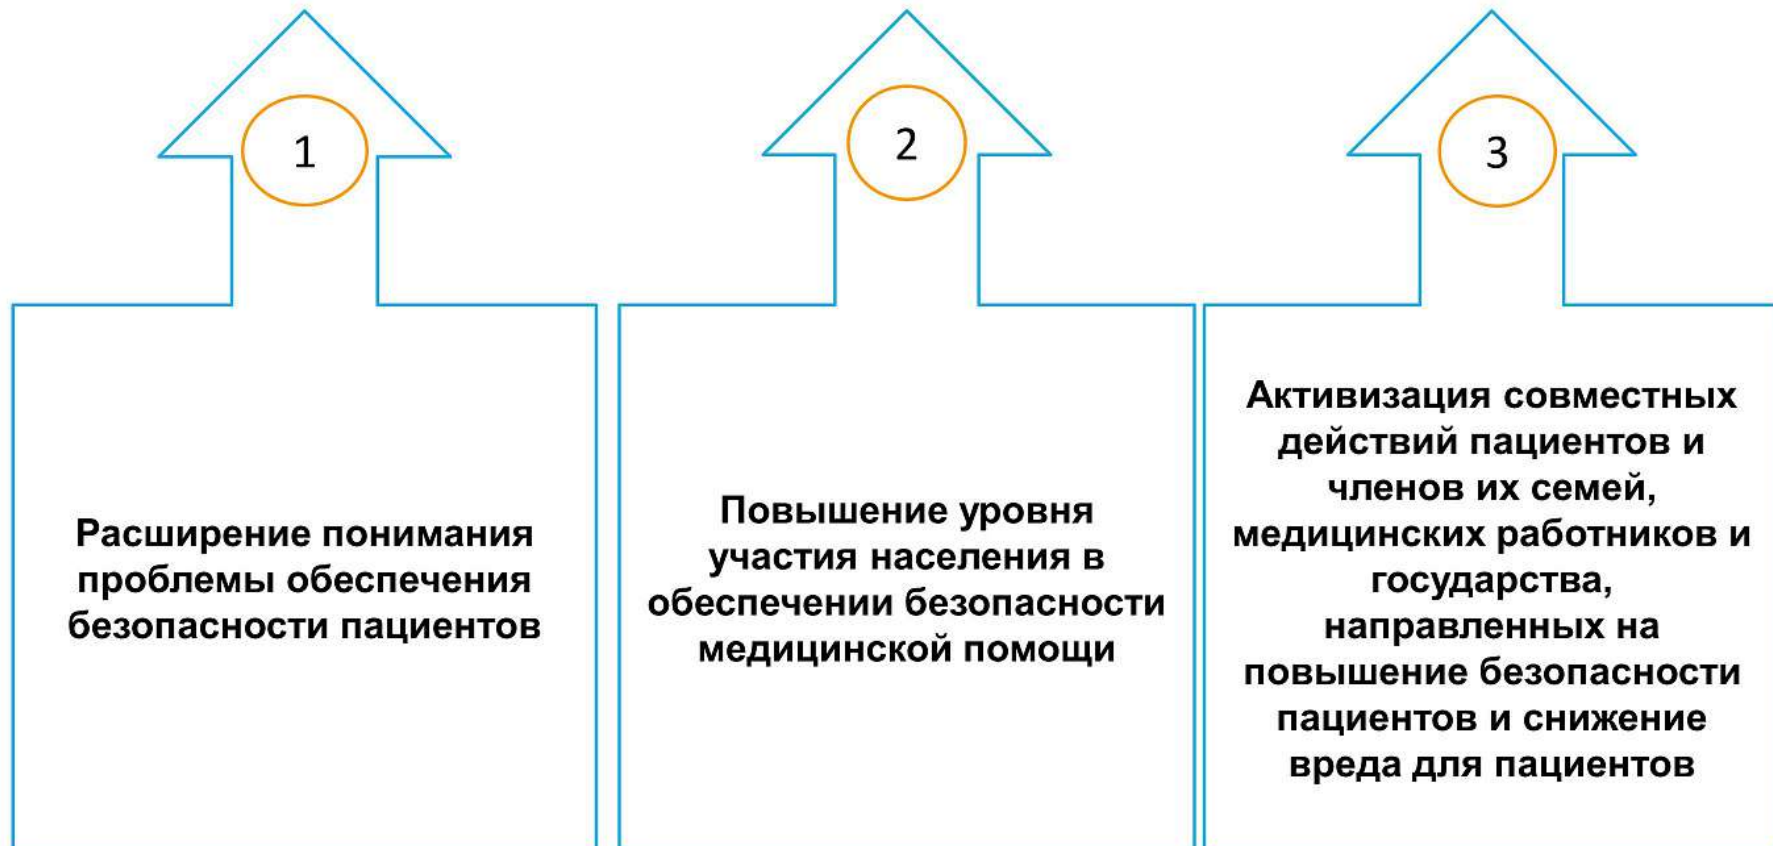 1
Расширение понимания
проблемы обеспечения
безопасности пациентов
2
Повышение уровня
участия населения в
обеспечении безопасности
медицинской помощи
3
Активизация совместных
действий пациентов и
членов их семей,
медицинских работников и
государства,
направленных на
повышение безопасности
пациентов и снижение
вреда для пациентов